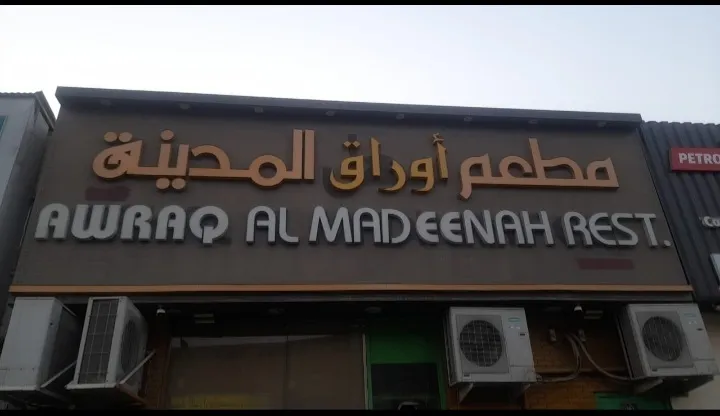 مطعم أوراق المدينة
AWRAQ AL MADEENAH REST.
PETRO